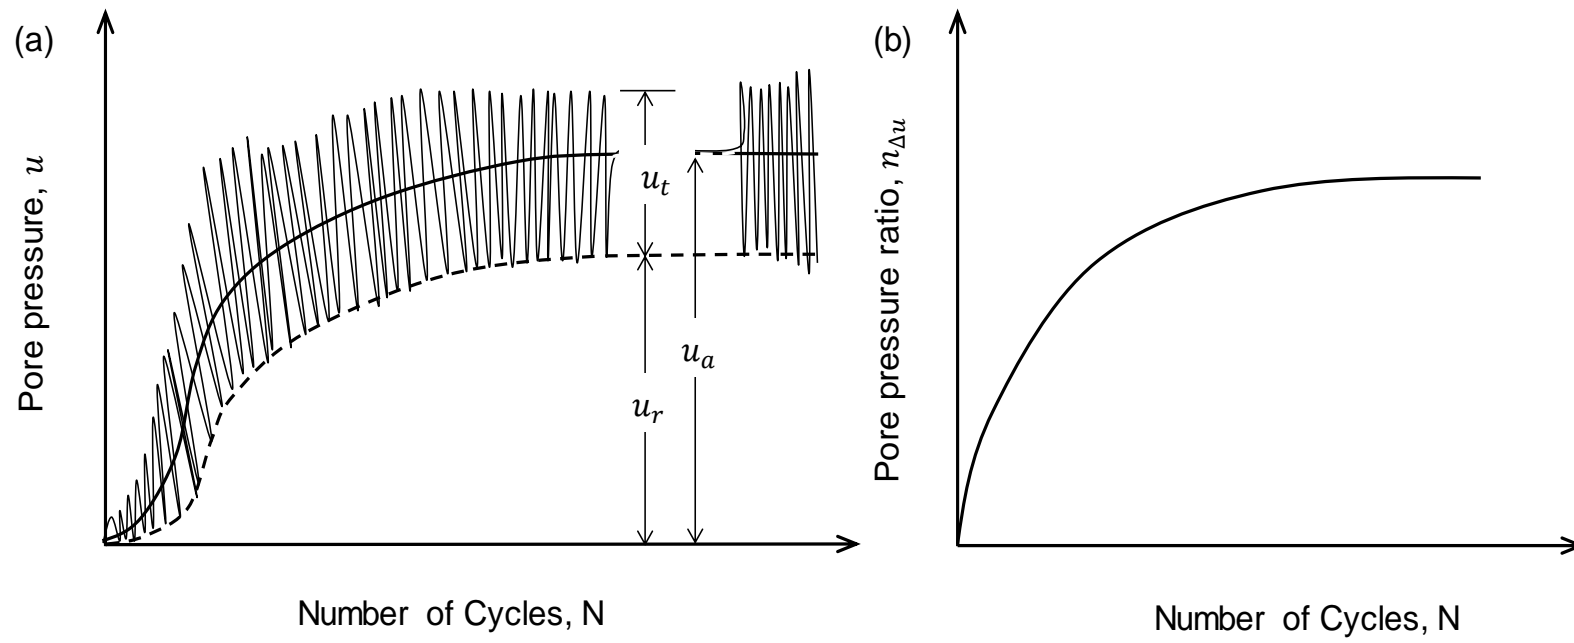 (a)
Pore pressure, u
u_t
u_a
u_r
Number of Cycles, N
(b)
Pore pressure ratio, n_Δu
Number of Cycles, N